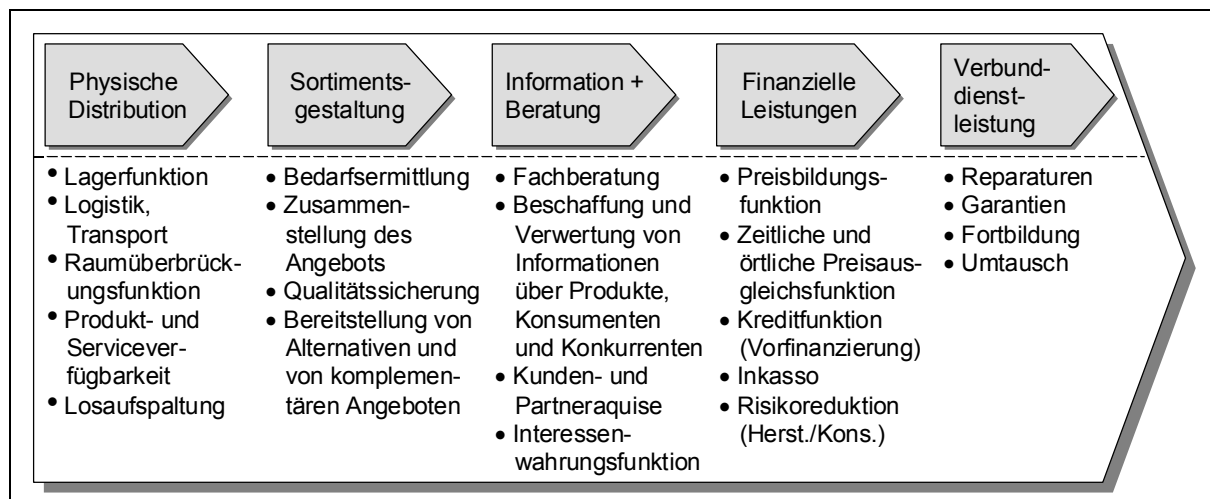 Physische
Distribution
Sortiments-
gestaltung
Information +
Beratung
Finanzielle
Leistungen
Verbund-
dienst-
leistung
• Lagerfunktion
• Logistik,
Transport
• Raumüberbrück-
ungsfunktion
• Produkt- und
Servicever-
fügbarkeit
• Losaufspaltung
• Bedarfsermittlung
• Zusammen-
stellung des
Angebots
• Qualitätssicherung
• Bereitstellung von
Alternativen und
von komplemen-
tären Angeboten
• Fachberatung
• Beschaffung und
Verwertung von
Informationen
über Produkte,
Konsumenten
und Konkurrenten
• Kunden- und
Partneraquise
• Interessen-
wahrungsfunktion
• Preisbildungs-
funktion
• Zeitliche und
örtliche Preisaus-
gleichsfunktion
• Kreditfunktion
(Vorfinanzierung)
• Inkasso
• Risikoreduktion
(Herst./Kons.)
• Reparaturen
• Garantien
• Fortbildung
• Umtausch